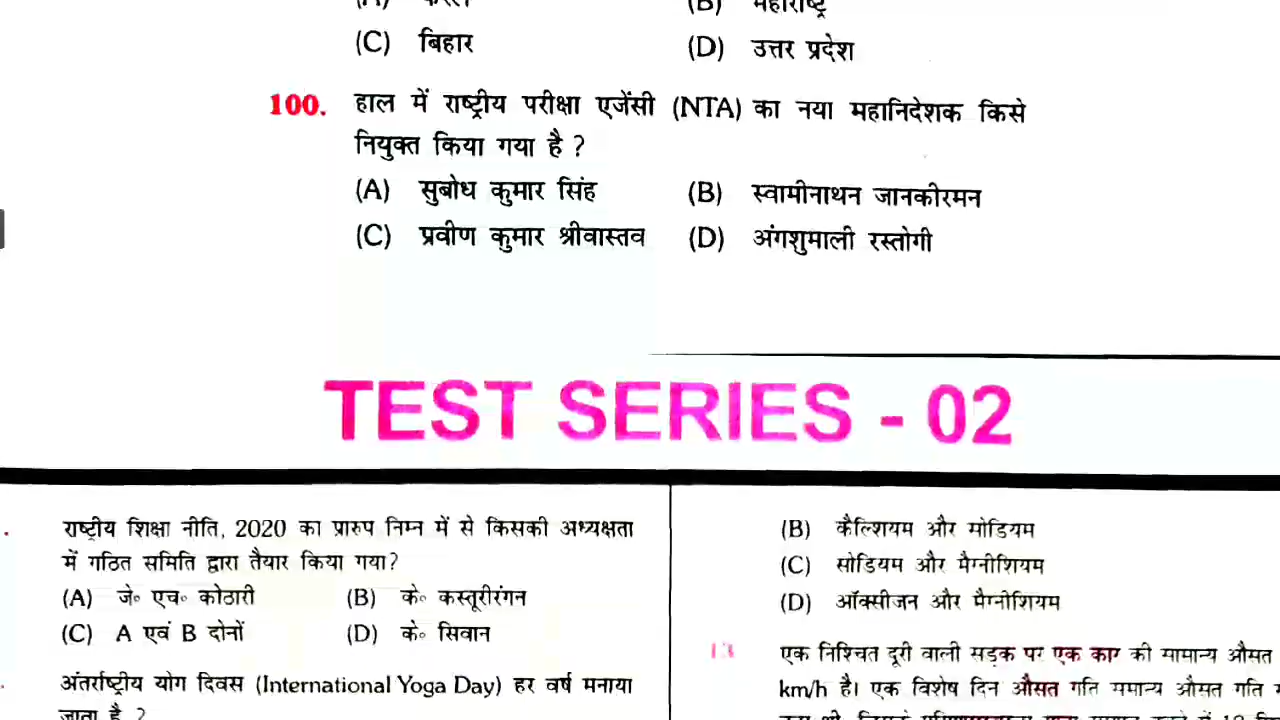 (B) महाराष्ट्र
(C) बिहार (D) उत्तर प्रदेश
100. हाल में राष्ट्रीय परीक्षा एजेंसी (NTA) का नया महानिदेशक किसे
नियुक्त किया गया है ?
(A) सुबोध कुमार सिंह (B) स्वामीनाथन जानकीरमन
(C) प्रवीण कुमार श्रीवास्तव (D) अंगशुमाली रस्तोगी
TEST SERIES - 02
राष्ट्रीय शिक्षा नीति, 2020 का प्रारुप निम्न में से किसकी अध्यक्षता
में गठित समिति द्वारा तैयार किया गया?
(A) जे॰ एच॰ कोठारी (B) के॰ कस्तूरीरंगन
(C) A एवं B दोनों (D) के॰ सिवान
अंतर्राष्ट्रीय योग दिवस (International Yoga Day) हर वर्ष मनाया
जाता है ?
(B) कैल्शियम और सोडियम
(C) सोडियम और मैग्नीशियम
(D) ऑक्सीजन और मैग्नीशियम
13 एक निश्चित दूरी वाली सड़क पर एक कार की सामान्य औसत
km/h है। एक विशेष दिन औसत गति सामान्य औसत गति